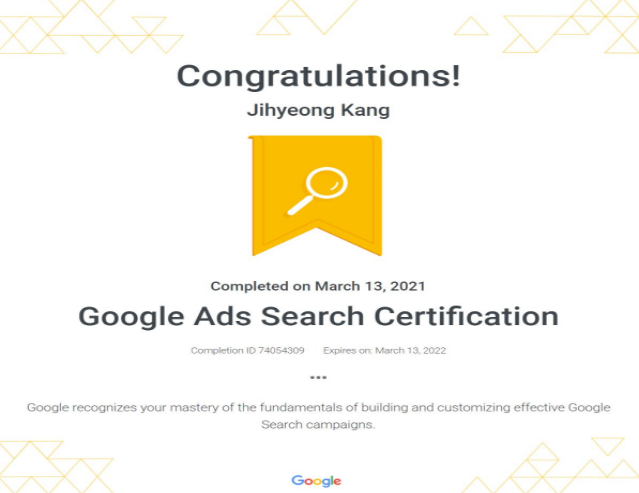 Congratulations!
Jihyeong Kang
Completed on March 13, 2021
Google Ads Search Certification
Completion ID 74054309 Expires on: March 13, 2022
•••
Google recognizes your mastery of the fundamentals of building and customizing effective Google
Search campaigns.
Google